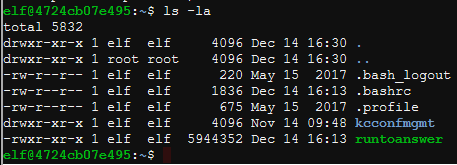 elf@4724cb07e495:~$ ls -la
total 5832
drwxr-xr-x 1 elf elf 4096 Dec 14 16:30 .
drwxr-xr-x 1 root root 4096 Dec 14 16:30 ..
-rw-r--r-- 1 elf elf 220 May 15 2017 .bash_logout
-rw-r--r-- 1 elf elf 1836 Dec 14 16:13 .bashrc
-rw-r--r-- 1 elf elf 675 May 15 2017 .profile
drwxr-xr-x 1 elf elf 4096 Nov 14 09:48 kcconfmgmt
-rwxr-xr-x 1 elf elf 5944352 Dec 14 16:13 runtoanswer
elf@4724cb07e495:~$